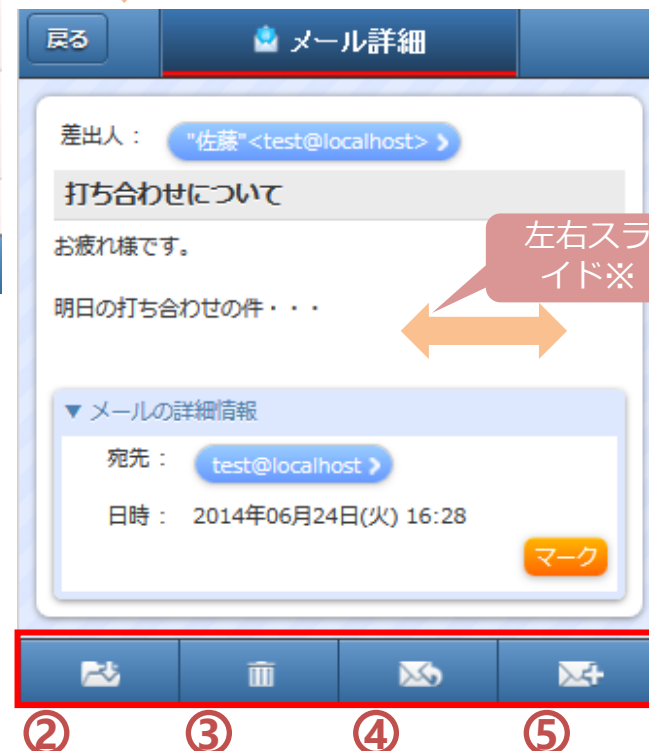 戻る
メール詳細
差出人： "佐藤"<test@localhost>
打ち合わせについて
お疲れ様です。
左右スラ
イド※
明日の打ち合わせの件・・・
▼ メールの詳細情報
宛先： test@localhost
日時： 2014年06月24日(火) 16:28
マーク
② ③ ④ ⑤